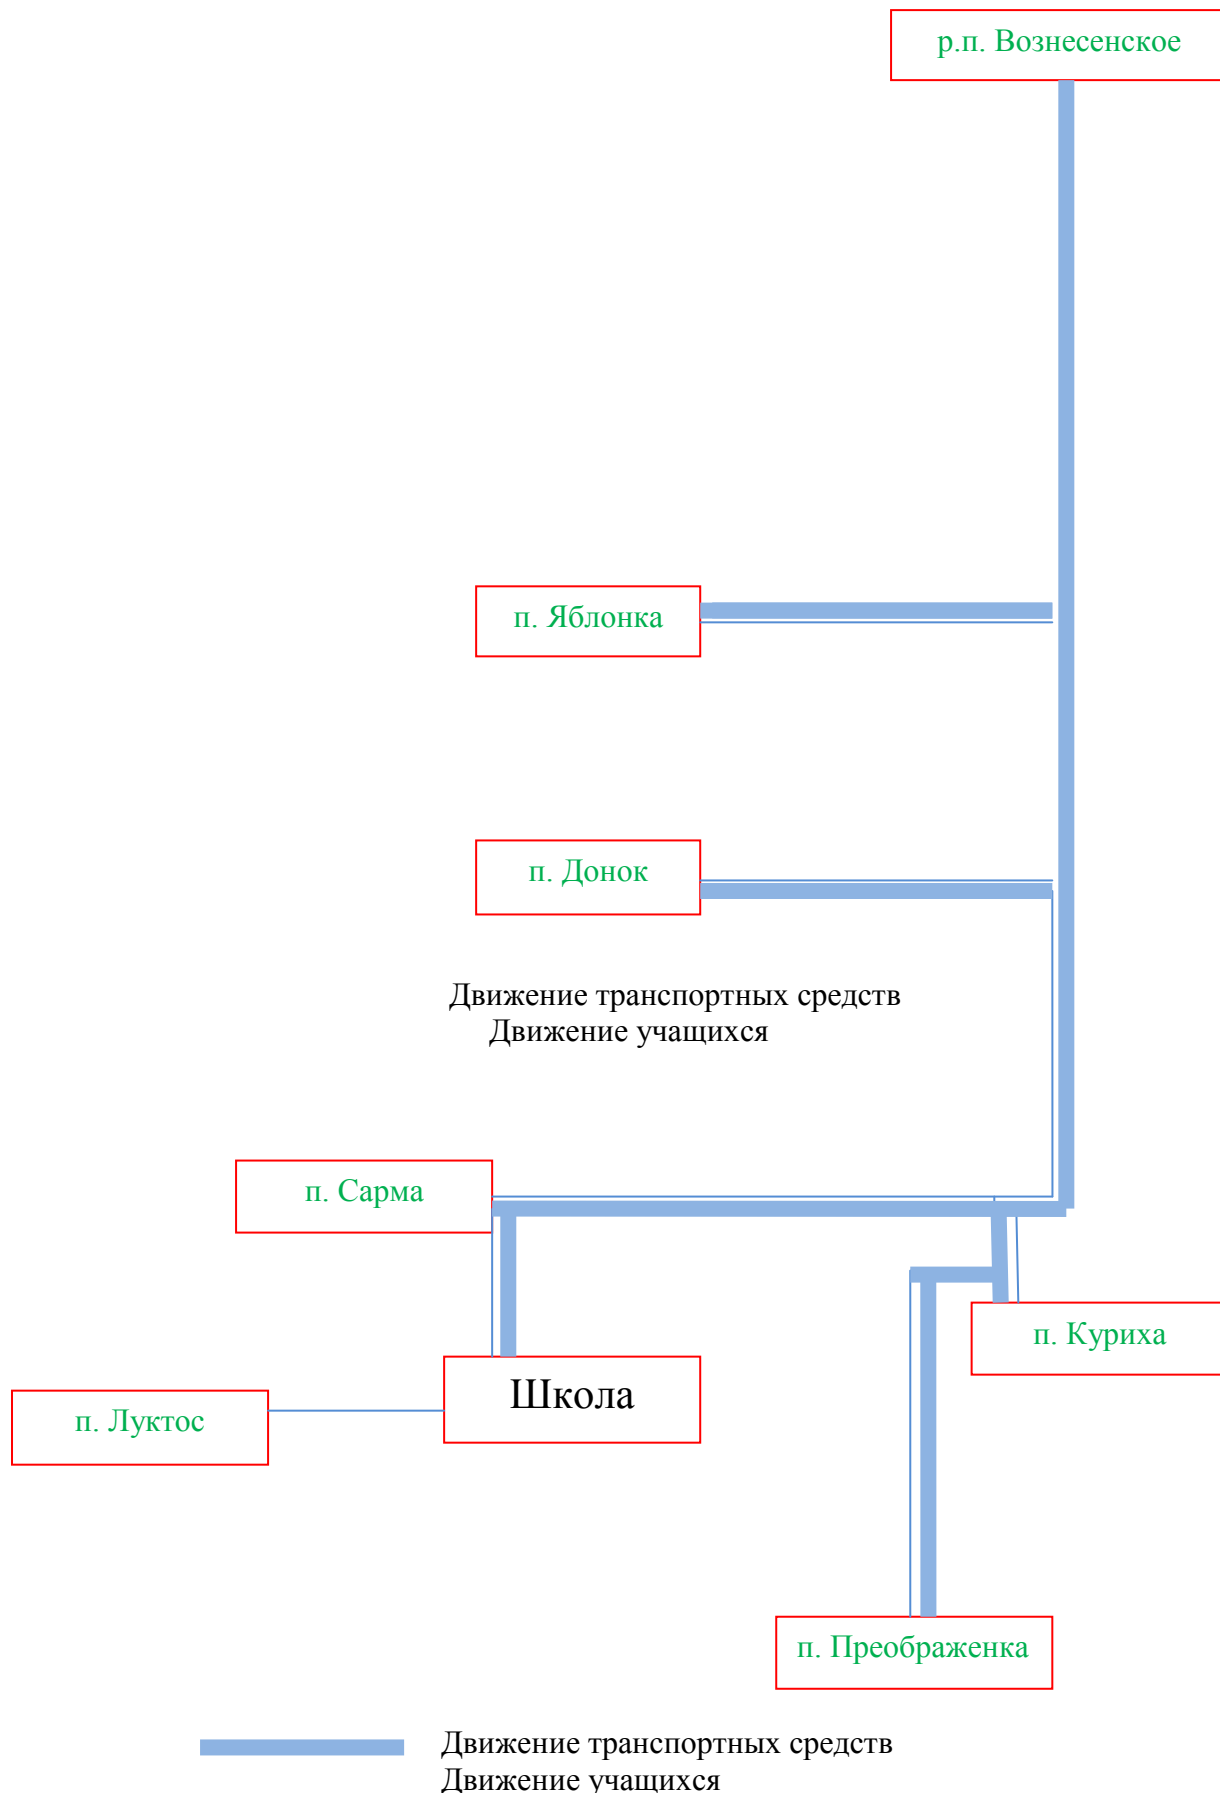 р.п. Вознесенское
п. Яблонка
п. Донок
Движение транспортных средств
Движение учащихся
п. Сарма
п. Куриха
Школа
п. Луктос
п. Преображенка
Движение транспортных средств
Движение учащихся